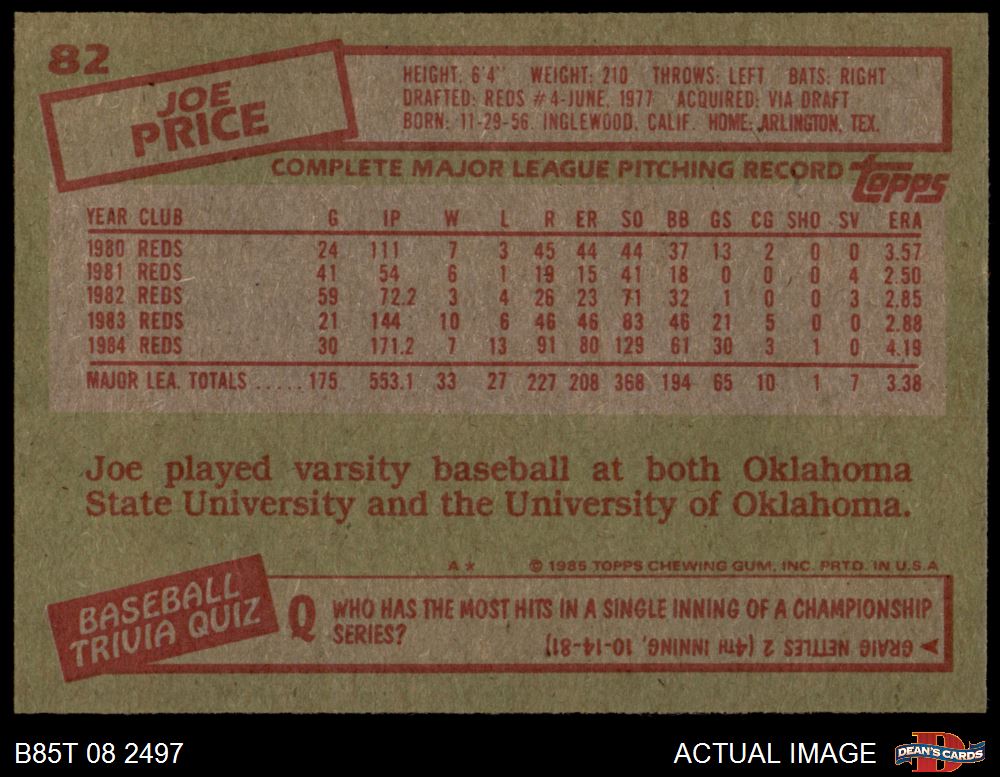 82
JOE
PRICE
HEIGHT: 6'4" WEIGHT: 210 THROWS: LEFT BATS: RIGHT
DRAFTED: REDS #4-JUNE, 1977 ACQUIRED: VIA DRAFT
BORN: 11-29-56, INGLEWOOD, CALIF. HOME: ARLINGTON, TEX.
COMPLETE MAJOR LEAGUE PITCHING RECORD Topps
YEAR CLUB G IP W L R ER SO BB GS CG SHO SV ERA
1980 REDS 24 111 7 3 45 44 44 37 13 2 0 0 3.57
1981 REDS 41 54 6 1 19 15 41 18 0 0 0 4 2.50
1982 REDS 59 72.2 3 4 26 23 71 32 1 0 0 3 2.85
1983 REDS 21 144 10 6 46 46 83 46 21 5 0 0 2.88
1984 REDS 30 171.2 7 13 91 80 129 61 30 3 1 0 4.19
MAJOR LEA. TOTALS ..... 175 553.1 33 27 227 208 368 194 65 10 1 7 3.38
Joe played varsity baseball at both Oklahoma
State University and the University of Oklahoma.
A* © 1985 TOPPS CHEWING GUM, INC. PRTD. IN U.S.A
BASEBALL
TRIVIA QUIZ
Q WHO HAS THE MOST HITS IN A SINGLE INNING OF A CHAMPIONSHIP
SERIES?
GRAIG NETTLES 2 (4TH INNING, 10-14-81)
B85T 08 2497
ACTUAL IMAGE
DEAN'S CARDS